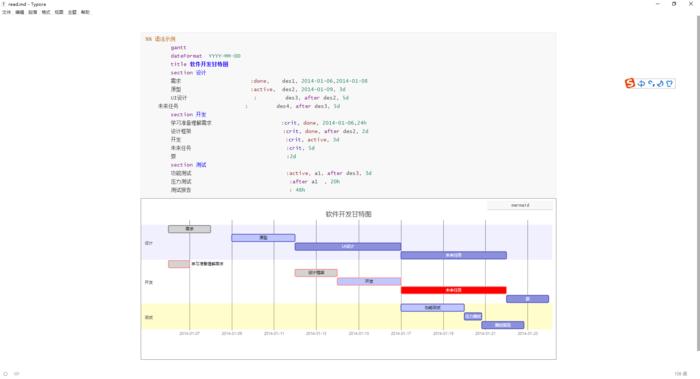 read.md - Typora
文件 编辑 段落 格式 视图 主题 帮助
%% 语法示例
gantt
dateFormat YYYY-MM-DD
title 软件开发甘特图
section 设计
需求 :done, des1, 2014-01-06,2014-01-08
原型 :active, des2, 2014-01-09, 3d
UI设计 : des3, after des2, 5d
未来任务 : des4, after des3, 5d
section 开发
学习准备理解需求 :crit, done, 2014-01-06,24h
设计框架 :crit, done, after des2, 2d
开发 :crit, active, 3d
未来任务 :crit, 5d
耍 :2d
section 测试
功能测试 :active, a1, after des3, 3d
压力测试 :after a1 , 20h
测试报告 : 48h
mermaid
软件开发甘特图
需求
原型
设计
UI设计
未来任务
学习准备理解需求
设计框架
开发
开发
未来任务
耍
功能测试
压力测试
测试
测试报告
2014-01-07 2014-01-09 2014-01-11 2014-01-13 2014-01-15 2014-01-17 2014-01-19 2014-01-21 2014-01-23